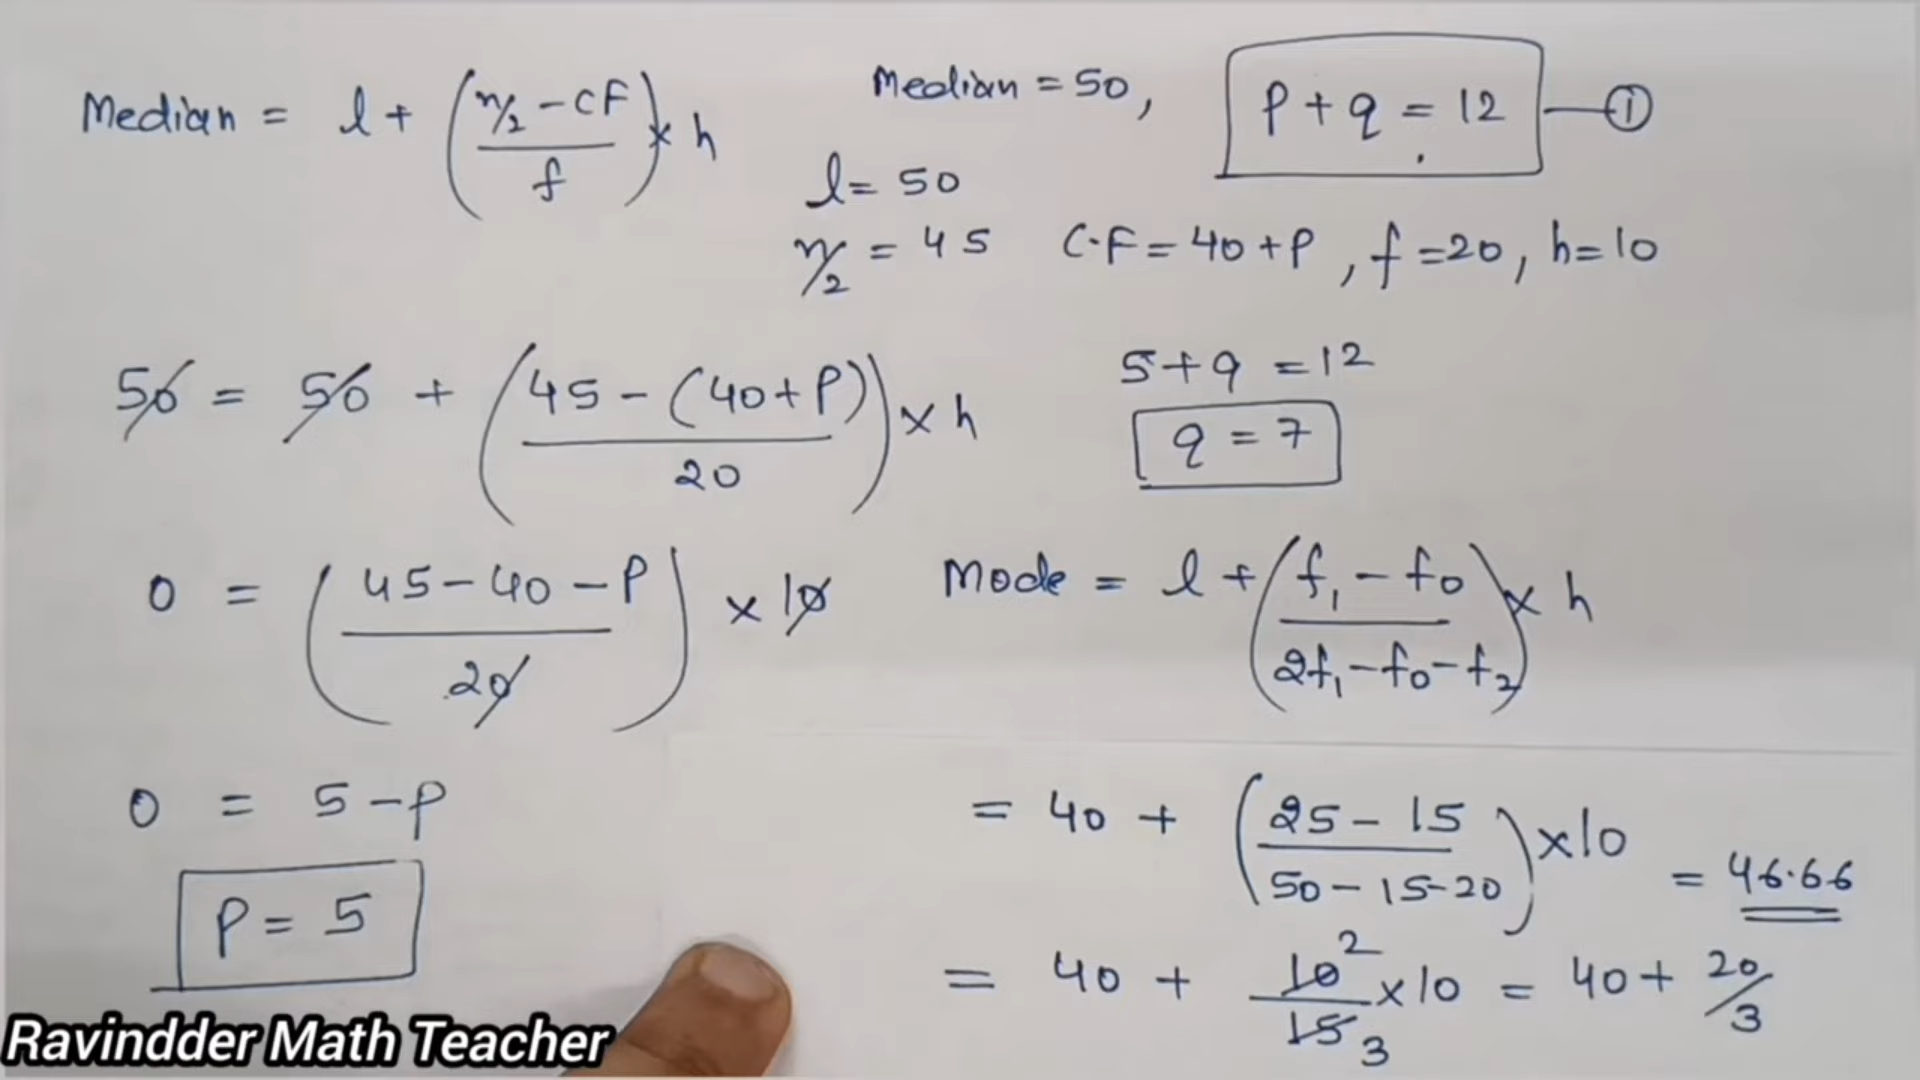 Median = l + (n/2 - CF / f) × h
Median = 50, P + q = 12 — ①
l = 50
n/2 = 45 C.F = 40 + P, f = 20, h = 10
50 = 50 + (45 - (40 + P) / 20) × h
5 + q = 12
q = 7
0 = (45 - 40 - P / 20) × 10
Mode = l + (f₁ - f₀ / 2f₁ - f₀ - f₂) × h
0 = 5 - P
P = 5
= 40 + (25 - 15 / 50 - 15 - 20) × 10 = 46.66
= 40 + 10 2 / 15 3 × 10 = 40 + 20/3
Ravindder Math Teacher